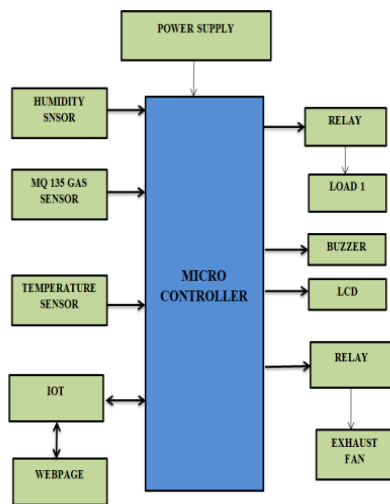 POWER SUPPLY
HUMIDITY
SNSOR
MQ 135 GAS
SENSOR
TEMPERATURE
SENSOR
IOT
WEBPAGE
MICRO
CONTROLLER
RELAY
LOAD 1
BUZZER
LCD
RELAY
EXHAUST
FAN